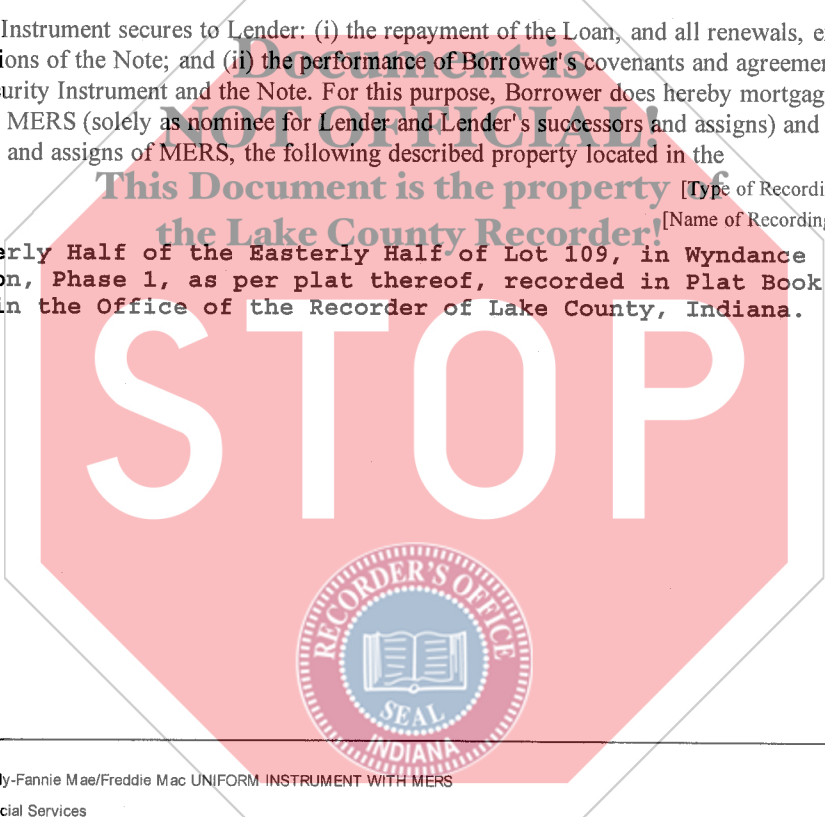 Instrument secures to Lender: (i) the repayment of the Loan, and all renewals,
ions of the Note; and (ii) the performance of Borrower's covenants and
urity Instrument and the Note. For this purpose, Borrower does hereby
MERS (solely as nominee for Lender and Lender's successors and assigns) and
and assigns of MERS, the following described property located in the
Document is
NOT OFFICIAL!
This Document is the property of
the Lake County Recorder!
[Type of
[Name of
erly Half of the Easterly Half of Lot 109, in Wyndance
on, Phase 1, as per plat thereof, recorded in Plat Book
in the Office of the Recorder of Lake County, Indiana.
STOP
RECORDER'S OFFICE
SEAL
INDIANA
ly-Fannie Mae/Freddie Mac UNIFORM INSTRUMENT WITH MERS
cial Services